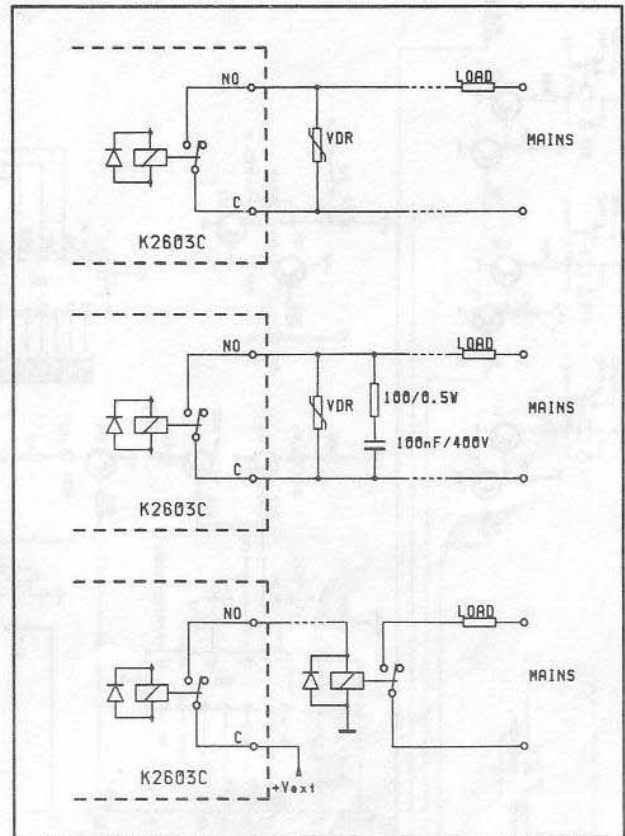 NO
LOAD
VDR
MAINS
C
K2603C
NO
LOAD
VDR
100/0.5W
MAINS
100nF/400V
C
K2603C
NO
LOAD
MAINS
C
K2603C
+Vext